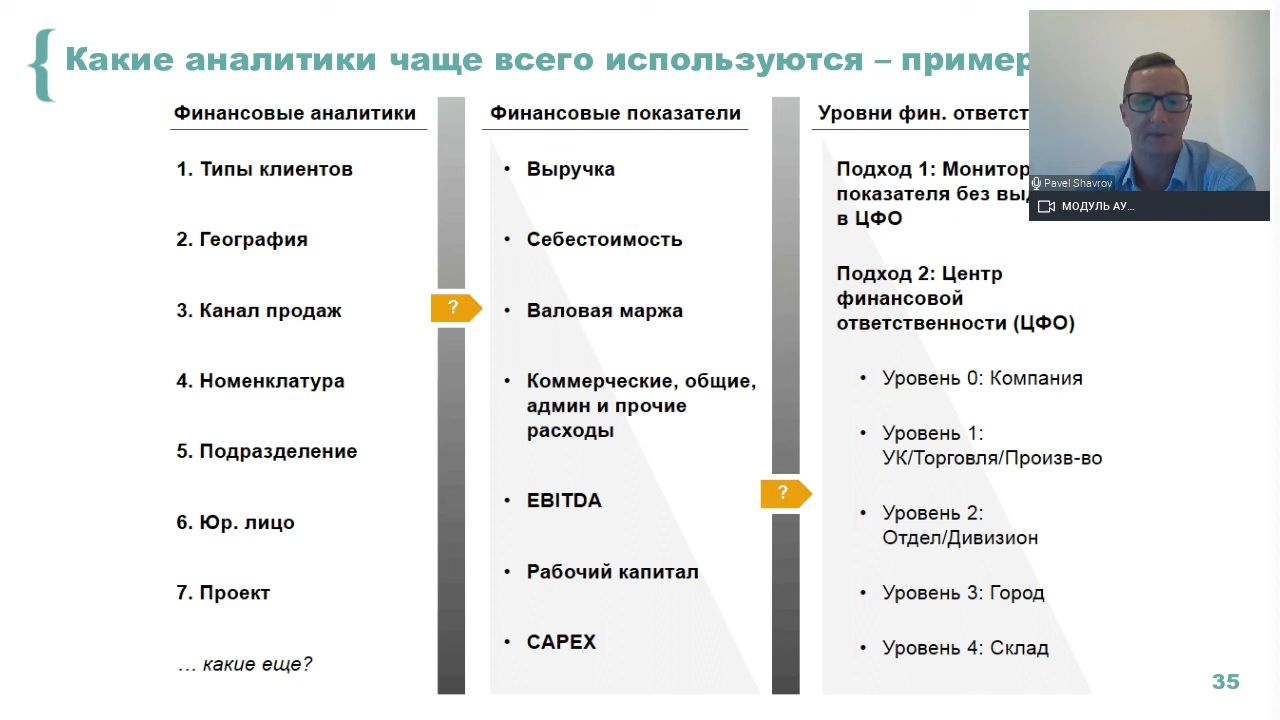 Какие аналитики чаще всего используются – пример
Финансовые аналитики
1. Типы клиентов
2. География
3. Канал продаж
4. Номенклатура
5. Подразделение
6. Юр. лицо
7. Проект
… какие еще?
?
Финансовые показатели
• Выручка
• Себестоимость
• Валовая маржа
• Коммерческие, общие,
админ и прочие
расходы
• EBITDA
• Рабочий капитал
• CAPEX
?
Уровни фин. ответст
Подход 1: Монитор
показателя без выд
в ЦФО
Подход 2: Центр
финансовой
ответственности (ЦФО)
• Уровень 0: Компания
• Уровень 1:
УК/Торговля/Произв-во
• Уровень 2:
Отдел/Дивизион
• Уровень 3: Город
• Уровень 4: Склад
Pavel Shavrov
МОДУЛЬ АУ...
35